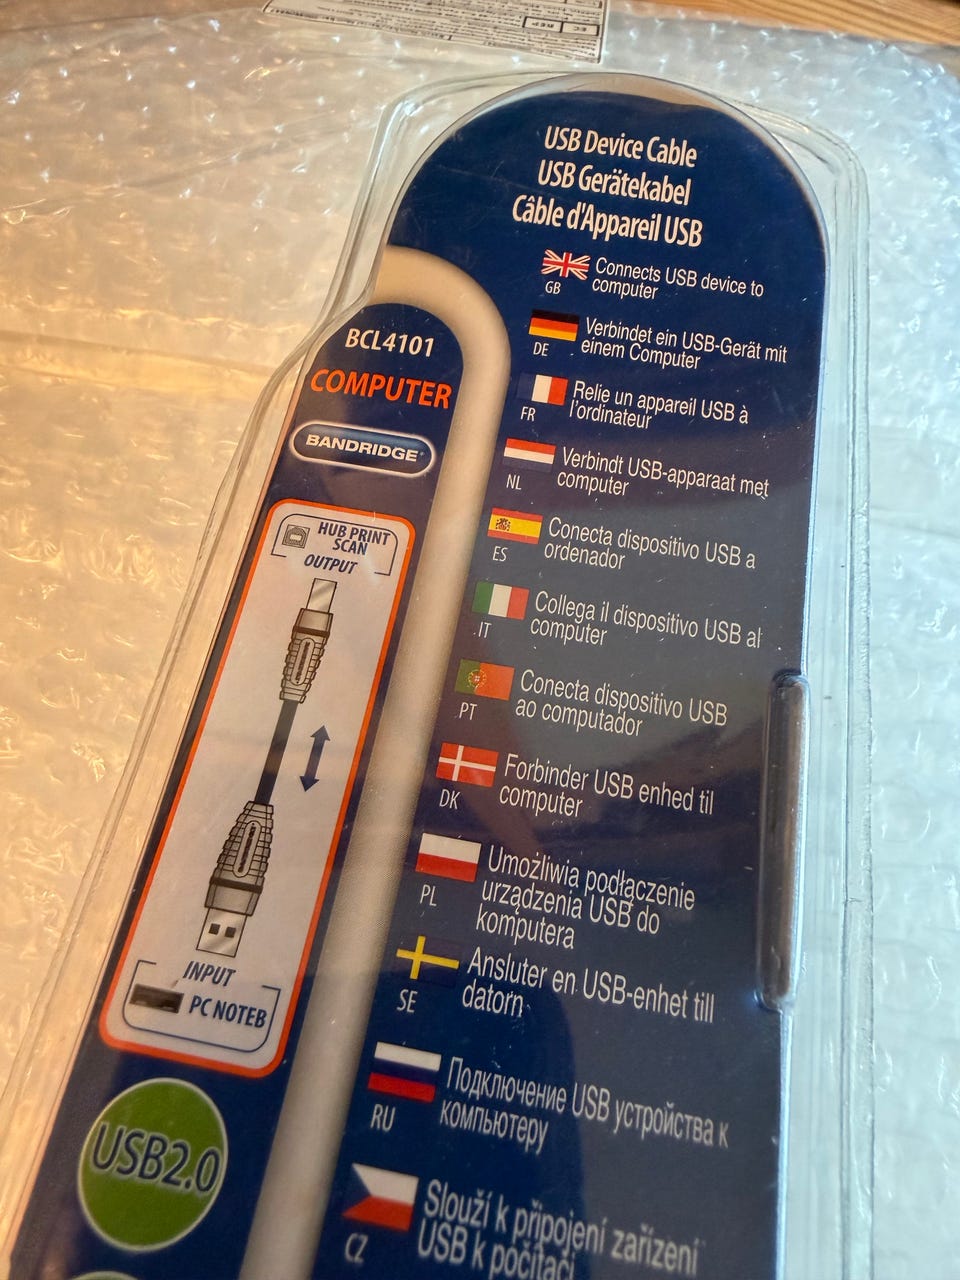 EC
REP
USB Device Cable
USB Gerätekabel
Câble d'Appareil USB
GB
Connects USB device to
computer
DE
Verbindet ein USB-Gerät mit
einem Computer
FR
Relie un appareil USB à
l'ordinateur
NL
Verbindt USB-apparaat met
computer
ES
Conecta dispositivo USB a
ordenador
IT
Collega il dispositivo USB al
computer
PT
Conecta dispositivo USB
ao computador
DK
Forbinder USB enhed til
computer
PL
Umożliwia podłączenie
urządzenia USB do
komputera
SE
Ansluter en USB-enhet till
datorn
RU
Подключение USB устройства к
компьютеру
CZ
Slouží k připojení zařízení
USB k počítači
BCL4101
COMPUTER
BANDRIDGE
HUB PRINT
SCAN
OUTPUT
INPUT
PC NOTEB
USB2.0